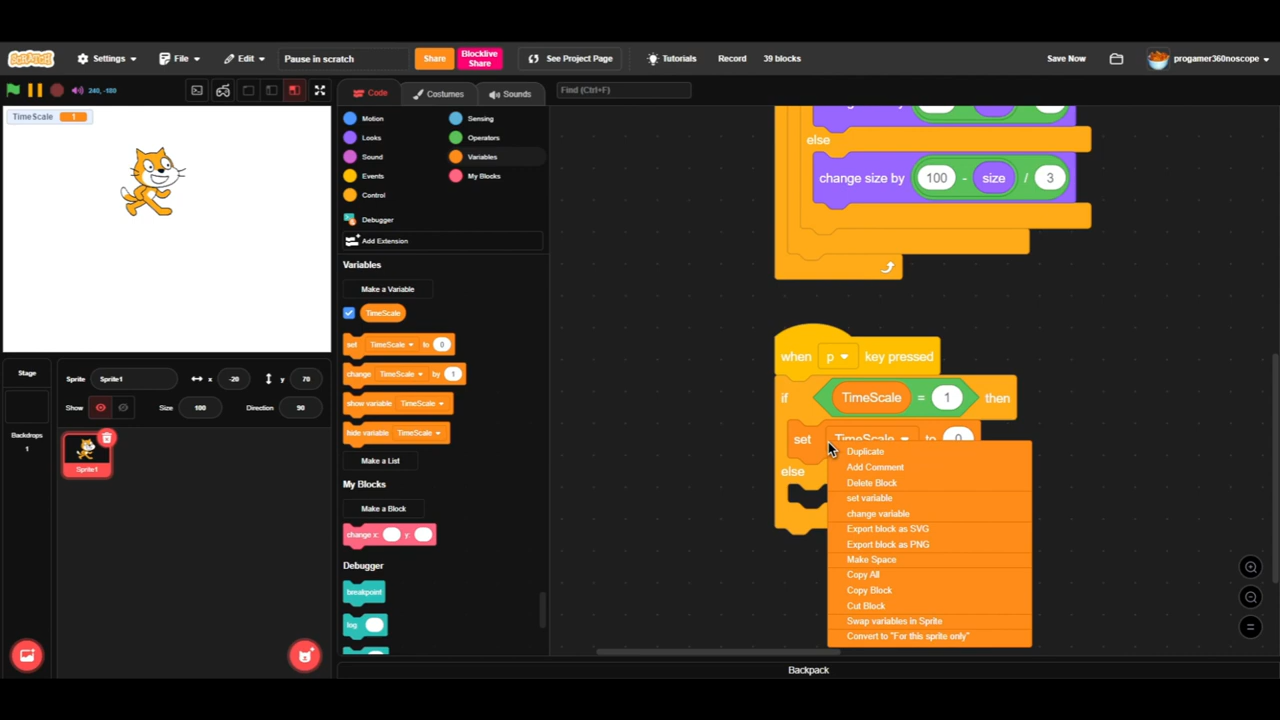 SCRATCH Settings File Edit Pause in scratch Share Blocklive Share See Project Page Tutorials Record 39 blocks Save Now progamer360noscope
240, -180
Code Costumes Sounds
Find (Ctrl+F)
TimeScale 1
Motion
Looks
Sound
Events
Control
Sensing
Operators
Variables
My Blocks
Debugger
Add Extension
Variables
Make a Variable
TimeScale
set TimeScale to 0
change TimeScale by 1
show variable TimeScale
hide variable TimeScale
Make a List
My Blocks
Make a Block
change x: y:
Debugger
breakpoint
log
else
change size by 100 - size / 3
when p key pressed
if TimeScale = 1 then
set TimeScale to 0
else
Duplicate
Add Comment
Delete Block
set variable
change variable
Export block as SVG
Export block as PNG
Make Space
Copy All
Copy Block
Cut Block
Swap variables in Sprite
Convert to "For this sprite only"
Sprite Sprite1 x -20 y 70
Show Size 100 Direction 90
Sprite1
Stage
Backdrops
1
Backpack